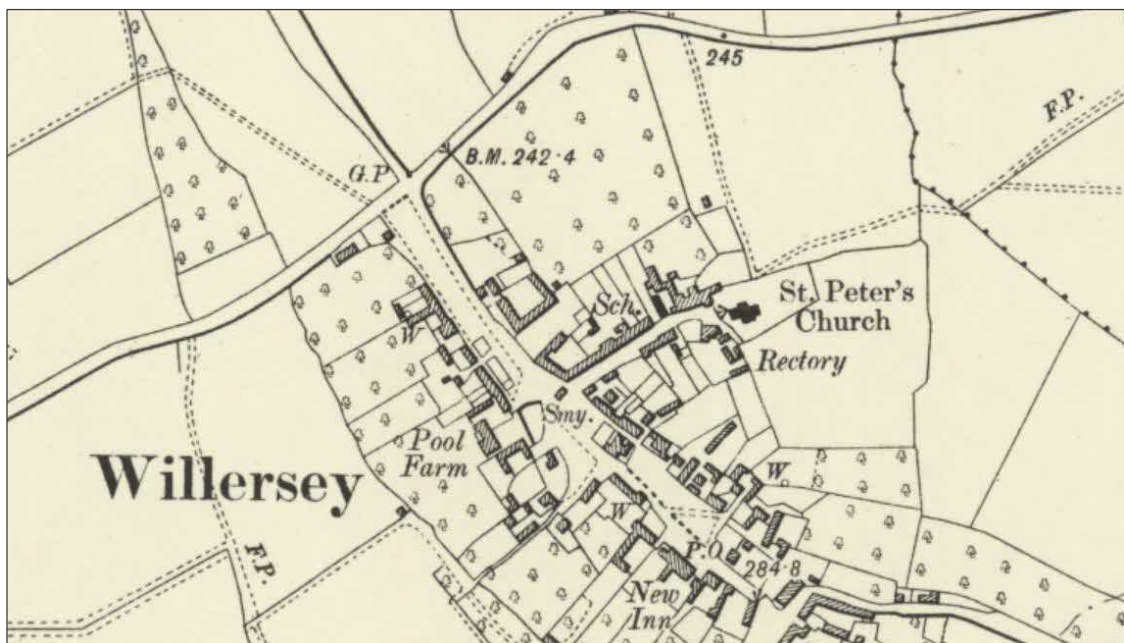 245
F.P.
B.M. 242·4
G.P
St. Peter's
Church
Sch.
W
Rectory
Smy.
Pool
Farm
Willersey
W
W
F.P.
P.O.
284·8
New
Inn